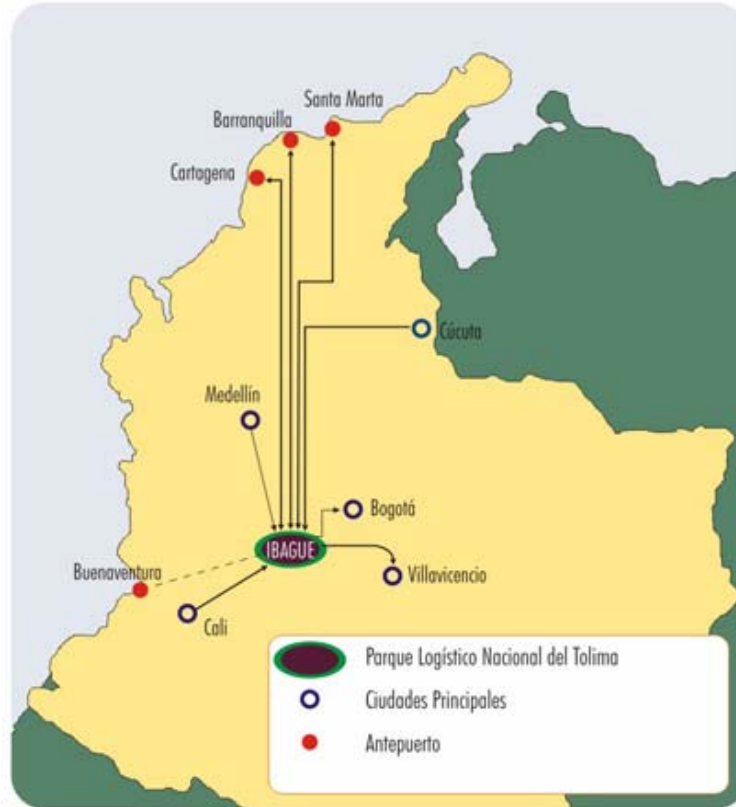 Santa Marta
Barranquilla
Cartagena
Cúcuta
Medellín
Bogotá
IBAGUE
Buenaventura
Villavicencio
Cali
Parque Logístico Nacional del Tolima
Ciudades Principales
Antepuerto